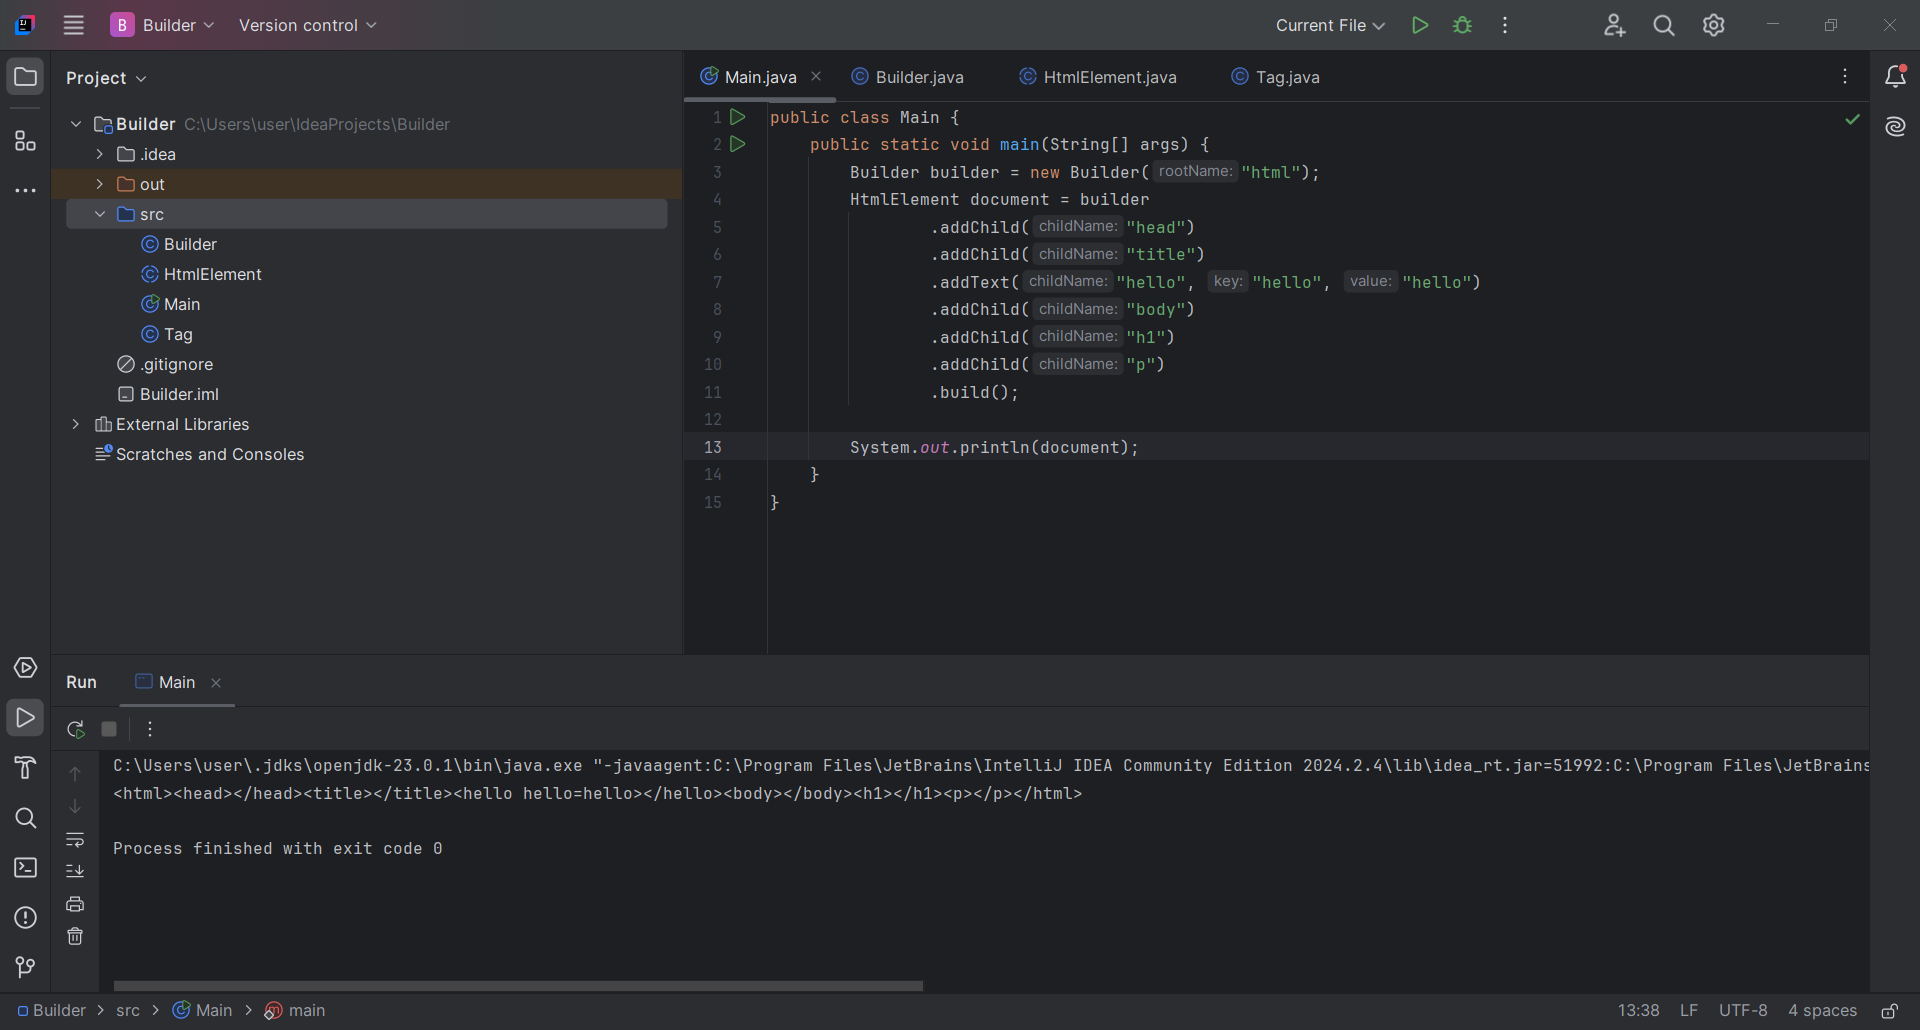 B Builder Version control Current File
Project
Builder C:\Users\user\IdeaProjects\Builder
.idea
out
src
Builder
HtmlElement
Main
Tag
.gitignore
Builder.iml
External Libraries
Scratches and Consoles
Main.java Builder.java HtmlElement.java Tag.java
1 public class Main {
2 public static void main(String[] args) {
3 Builder builder = new Builder( rootName: "html");
4 HtmlElement document = builder
5 .addChild( childName: "head")
6 .addChild( childName: "title")
7 .addText( childName: "hello", key: "hello", value: "hello")
8 .addChild( childName: "body")
9 .addChild( childName: "h1")
10 .addChild( childName: "p")
11 .build();
12
13 System.out.println(document);
14 }
15 }
Run Main
C:\Users\user\.jdks\openjdk-23.0.1\bin\java.exe "-javaagent:C:\Program Files\JetBrains\IntelliJ IDEA Community Edition 2024.2.4\lib\idea_rt.jar=51992:C:\Program Files\JetBrains
<html><head></head><title></title><hello hello=hello></hello><body></body><h1></h1><p></p></html>
Process finished with exit code 0
Builder > src > Main > main 13:38 LF UTF-8 4 spaces